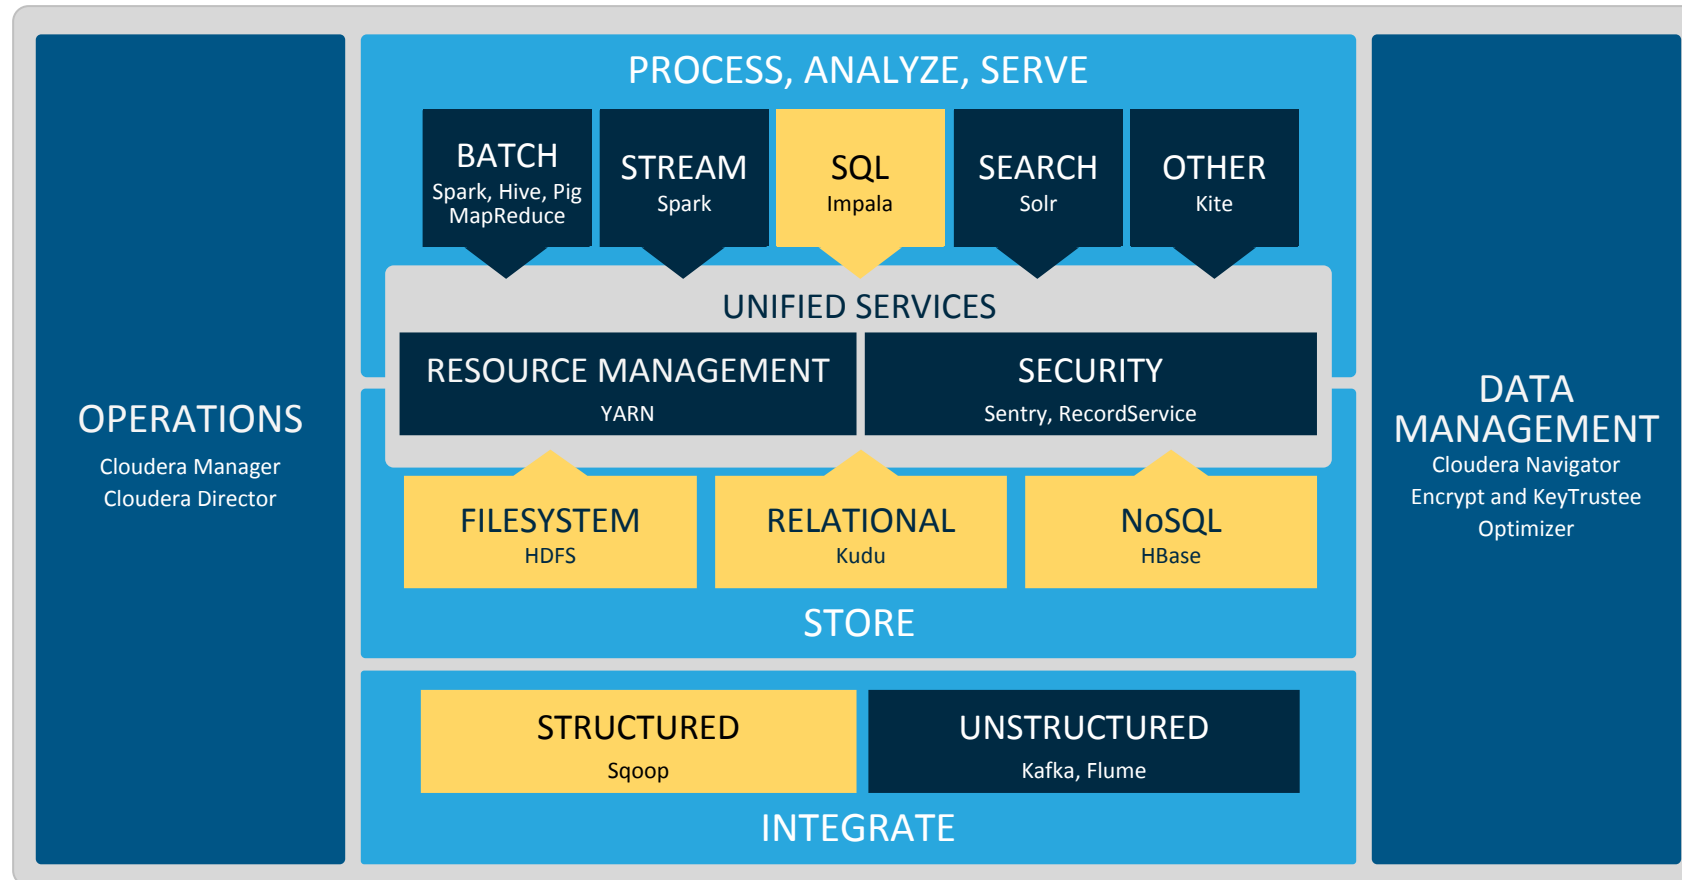 PROCESS, ANALYZE, SERVE
BATCH
Spark, Hive, Pig
MapReduce
STREAM
Spark
SQL
Impala
SEARCH
Solr
OTHER
Kite
UNIFIED SERVICES
RESOURCE MANAGEMENT
YARN
SECURITY
Sentry, RecordService
OPERATIONS
Cloudera Manager
Cloudera Director
DATA
MANAGEMENT
Cloudera Navigator
Encrypt and KeyTrustee
Optimizer
FILESYSTEM
HDFS
RELATIONAL
Kudu
NoSQL
HBase
STORE
STRUCTURED
Sqoop
UNSTRUCTURED
Kafka, Flume
INTEGRATE